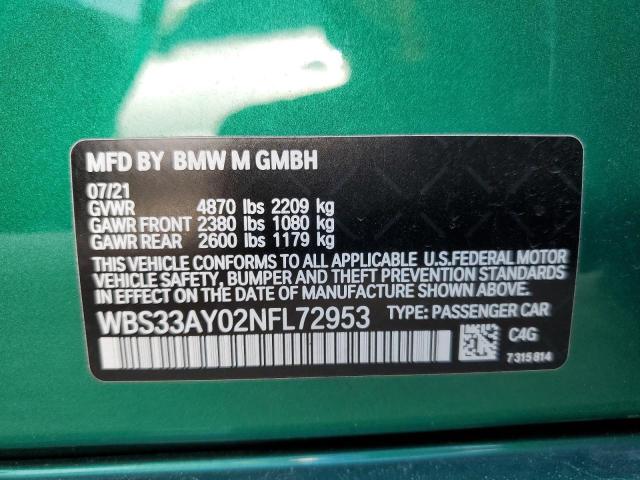 MFD BY BMW M GMBH
07/21
GVWR 4870 lbs 2209 kg
GAWR FRONT 2380 lbs 1080 kg
GAWR REAR 2600 lbs 1179 kg
THIS VEHICLE CONFORMS TO ALL APPLICABLE U.S.FEDERAL MOTOR
VEHICLE SAFETY, BUMPER AND THEFT PREVENTION STANDARDS
IN EFFECT ON THE DATE OF MANUFACTURE SHOWN ABOVE.
WBS33AY02NFL72953 TYPE: PASSENGER CAR
C4G
7 315 814